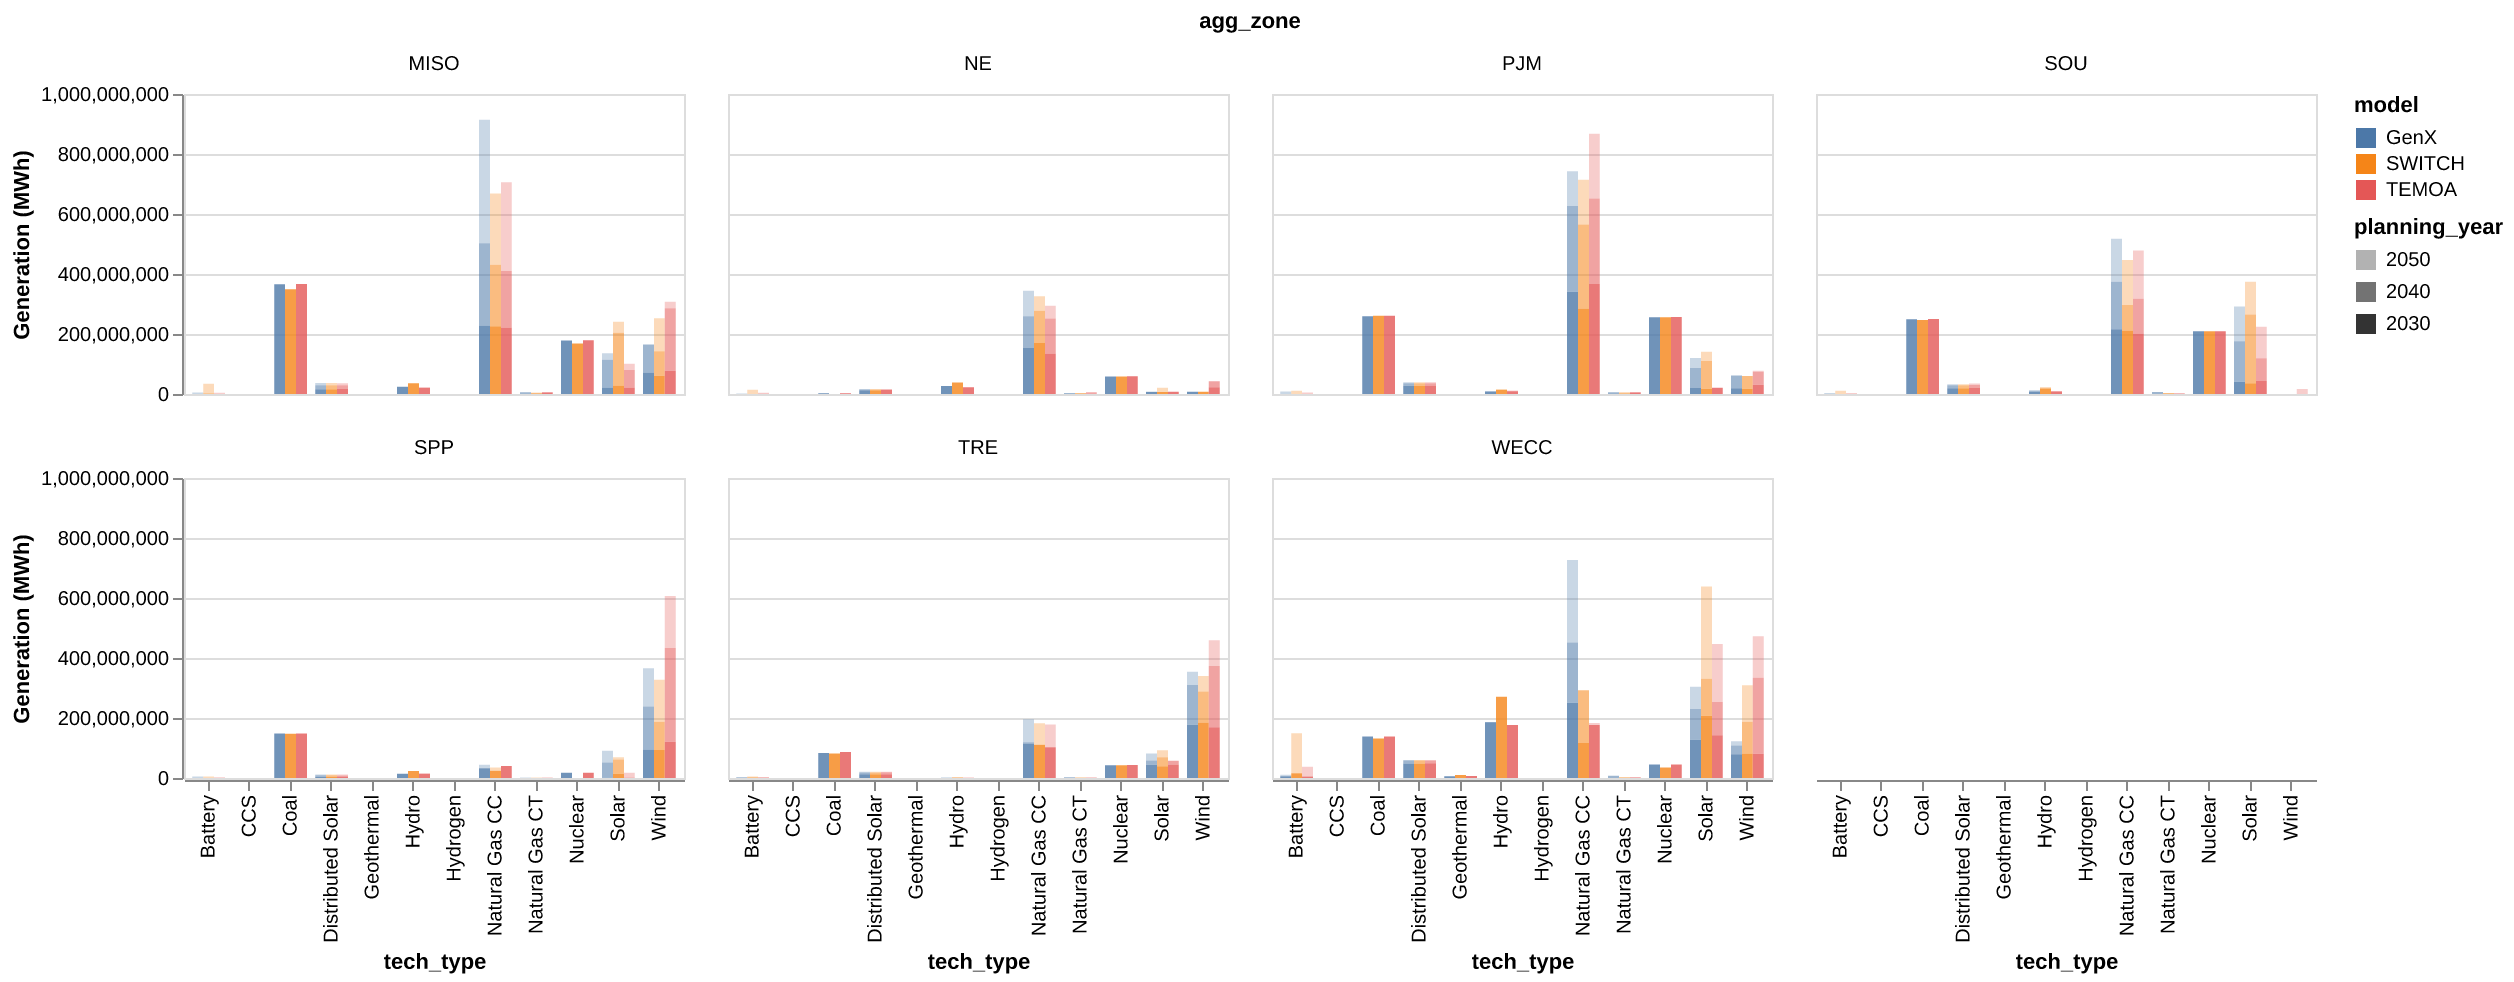 agg_zone
MISO
NE
PJM
SOU
Generation (MWh)
1,000,000,000
800,000,000
600,000,000
400,000,000
200,000,000
0
model
GenX
SWITCH
TEMOA
planning_year
2050
2040
2030
SPP
TRE
WECC
Generation (MWh)
1,000,000,000
800,000,000
600,000,000
400,000,000
200,000,000
0
Battery
CCS
Coal
Distributed Solar
Geothermal
Hydro
Hydrogen
Natural Gas CC
Natural Gas CT
Nuclear
Solar
Wind
Battery
CCS
Coal
Distributed Solar
Geothermal
Hydro
Hydrogen
Natural Gas CC
Natural Gas CT
Nuclear
Solar
Wind
Battery
CCS
Coal
Distributed Solar
Geothermal
Hydro
Hydrogen
Natural Gas CC
Natural Gas CT
Nuclear
Solar
Wind
Battery
CCS
Coal
Distributed Solar
Geothermal
Hydro
Hydrogen
Natural Gas CC
Natural Gas CT
Nuclear
Solar
Wind
tech_type
tech_type
tech_type
tech_type